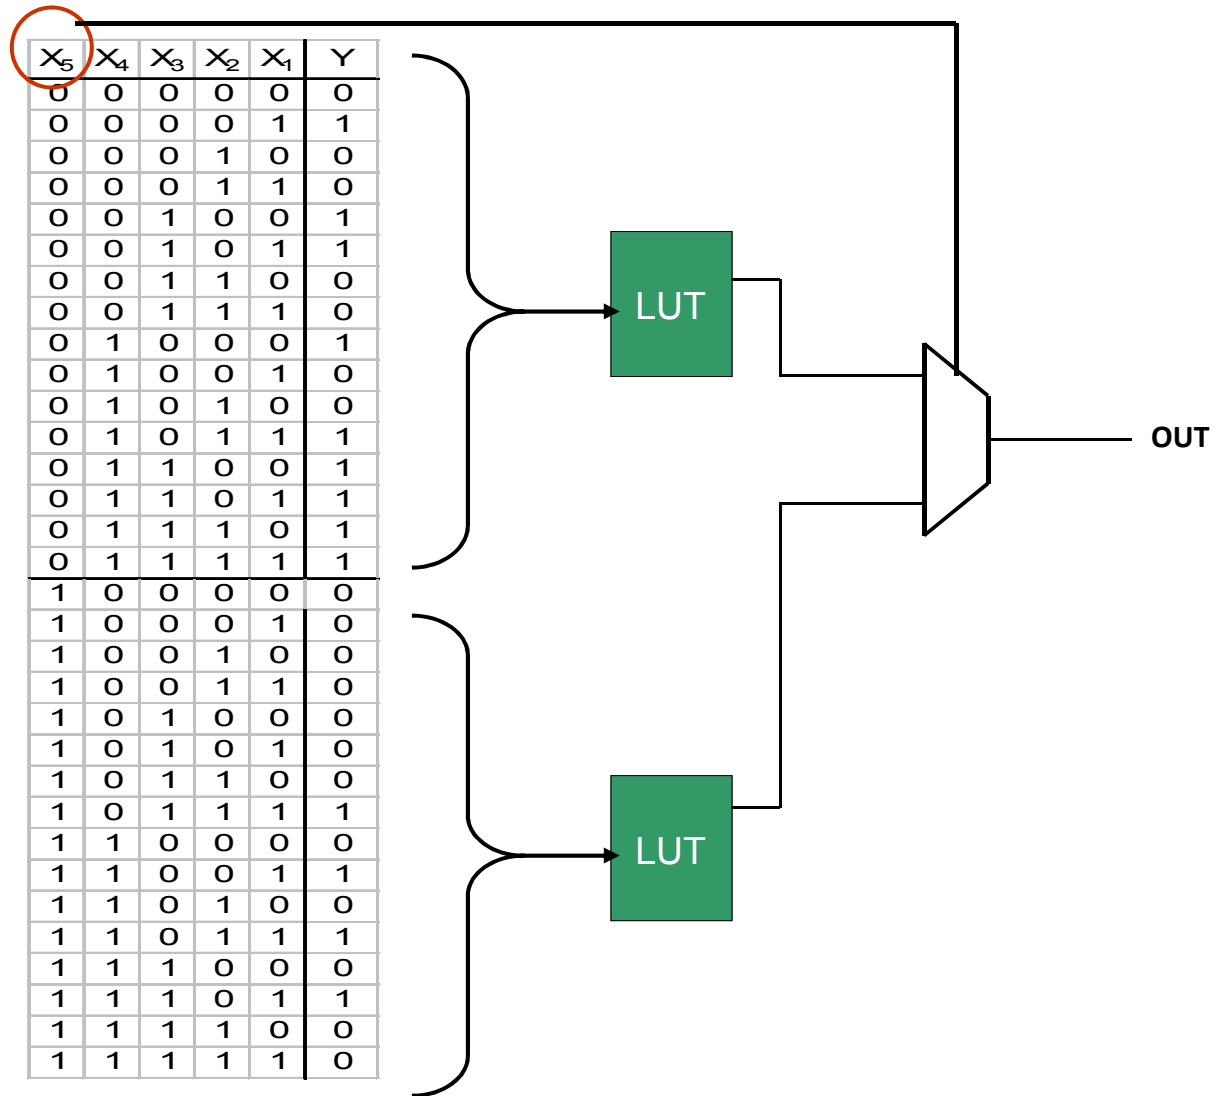 X5 X4 X3 X2 X1 Y
0 0 0 0 0 0
0 0 0 0 1 1
0 0 0 1 0 0
0 0 0 1 1 0
0 0 1 0 0 1
0 0 1 0 1 1
0 0 1 1 0 0
0 0 1 1 1 0
0 1 0 0 0 1
0 1 0 0 1 0
0 1 0 1 0 0
0 1 0 1 1 1
0 1 1 0 0 1
0 1 1 0 1 1
0 1 1 1 0 1
0 1 1 1 1 1
1 0 0 0 0 0
1 0 0 0 1 0
1 0 0 1 0 0
1 0 0 1 1 0
1 0 1 0 0 0
1 0 1 0 1 0
1 0 1 1 0 0
1 0 1 1 1 1
1 1 0 0 0 0
1 1 0 0 1 1
1 1 0 1 0 0
1 1 0 1 1 1
1 1 1 0 0 0
1 1 1 0 1 1
1 1 1 1 0 0
1 1 1 1 1 0
LUT
LUT
OUT